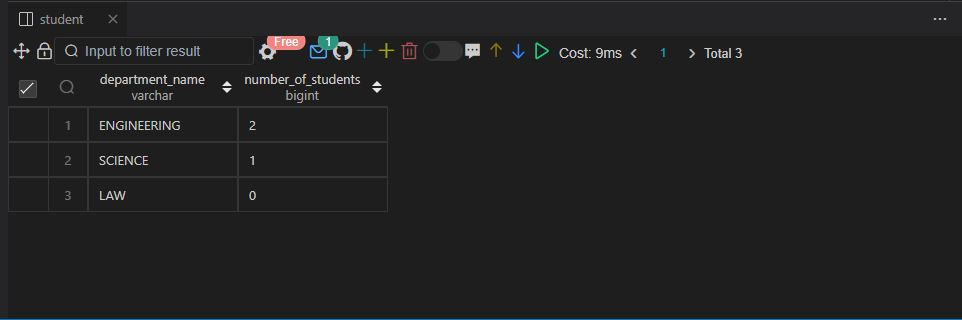 student
Input to filter result Free 1 Cost: 9ms 1 Total 3
department_name number_of_students
varchar bigint
1 ENGINEERING 2
2 SCIENCE 1
3 LAW 0